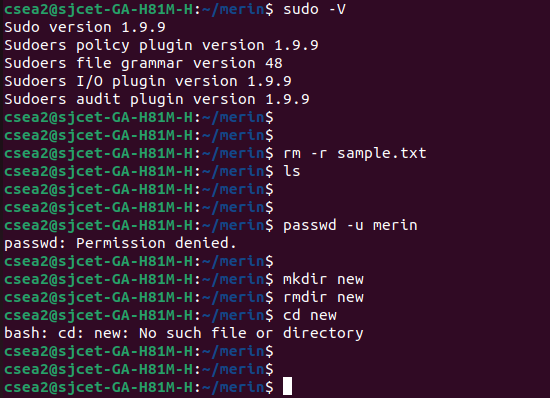 csea2@sjcet-GA-H81M-H:~/merin$ sudo -V
Sudo version 1.9.9
Sudoers policy plugin version 1.9.9
Sudoers file grammar version 48
Sudoers I/O plugin version 1.9.9
Sudoers audit plugin version 1.9.9
csea2@sjcet-GA-H81M-H:~/merin$
csea2@sjcet-GA-H81M-H:~/merin$
csea2@sjcet-GA-H81M-H:~/merin$ rm -r sample.txt
csea2@sjcet-GA-H81M-H:~/merin$ ls
csea2@sjcet-GA-H81M-H:~/merin$
csea2@sjcet-GA-H81M-H:~/merin$
csea2@sjcet-GA-H81M-H:~/merin$ passwd -u merin
passwd: Permission denied.
csea2@sjcet-GA-H81M-H:~/merin$
csea2@sjcet-GA-H81M-H:~/merin$ mkdir new
csea2@sjcet-GA-H81M-H:~/merin$ rmdir new
csea2@sjcet-GA-H81M-H:~/merin$ cd new
bash: cd: new: No such file or directory
csea2@sjcet-GA-H81M-H:~/merin$
csea2@sjcet-GA-H81M-H:~/merin$
csea2@sjcet-GA-H81M-H:~/merin$